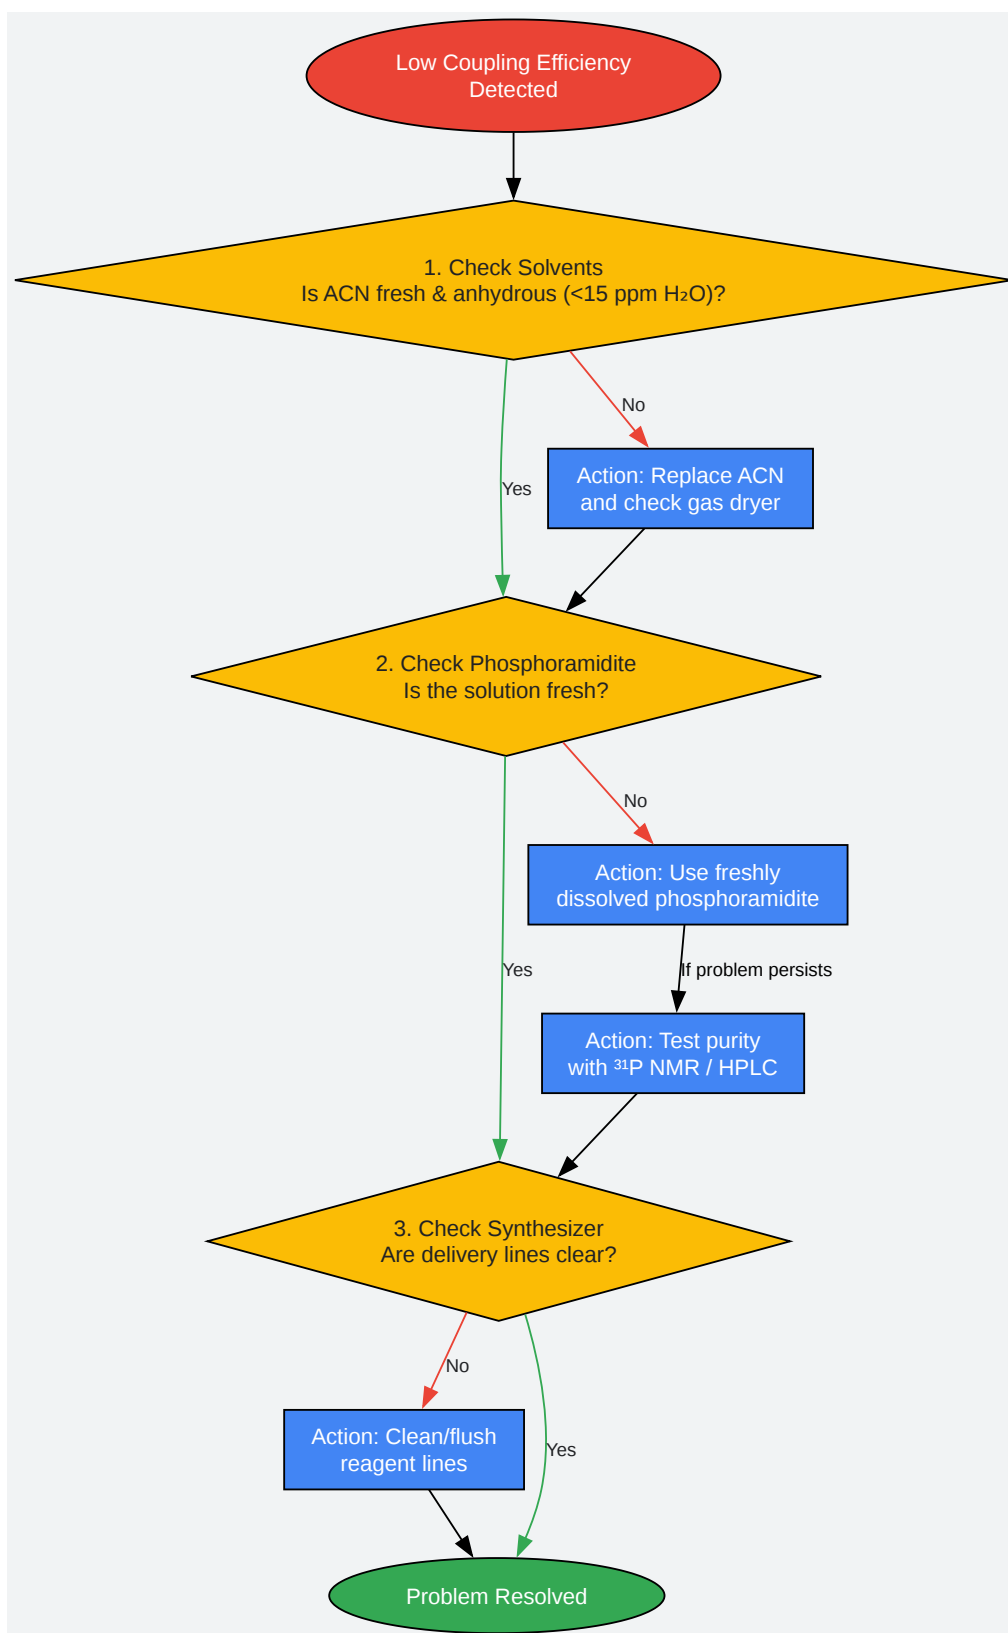 Low Coupling Efficiency
Detected
1. Check Solvents
Is ACN fresh & anhydrous (<15 ppm H₂O)?
No
Yes
Action: Replace ACN
and check gas dryer
2. Check Phosphoramidite
Is the solution fresh?
No
Action: Use freshly
dissolved phosphoramidite
Yes
If problem persists
Action: Test purity
with ³¹P NMR / HPLC
3. Check Synthesizer
Are delivery lines clear?
No
Action: Clean/flush
reagent lines
Yes
Problem Resolved